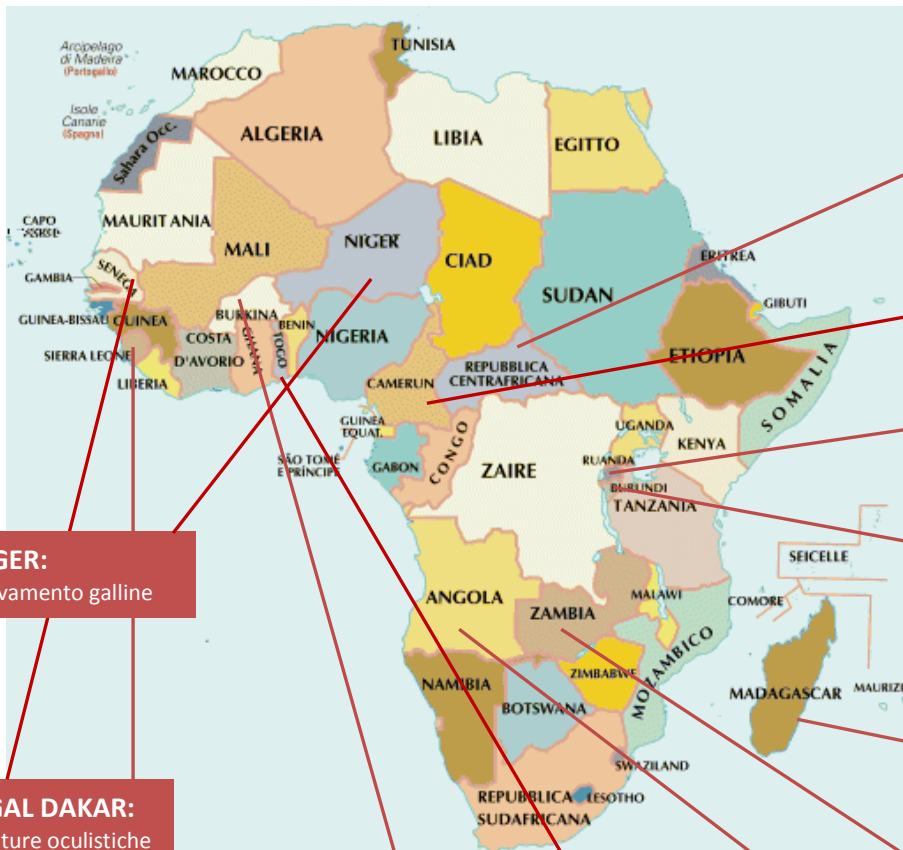 Arcipelago
di Madeira
(Portogallo)
Isole
Canarie
(Spagna)
TUNISIA
MAROCCO
ALGERIA
LIBIA
EGITTO
Sahara Occ.
CAPO
MAURITANIA
MALI
NIGER
CIAD
SUDAN
ERITREA
GIBUTI
SENEGA
GAMBIA
GUINEA-BISSAU
GUINEA
BURKINA
BENIN
NIGERIA
COSTA
D'AVORIO
GHANA
TOGO
SIERRA LEONE
LIBERIA
CAMERUN
REPUBBLICA
CENTRAFRICANA
ETIOPIA
SOMALIA
GUINEA
EQUAT.
SÃO TOMÉ
E PRÍNCIPE
GABON
CONGO
ZAIRE
UGANDA
KENYA
RUANDA
BURUNDI
TANZANIA
SEICELLE
COMORE
ANGOLA
ZAMBIA
MALAWI
MOZAMBICO
NAMIBIA
BOTSWANA
ZIMBABWE
MADAGASCAR
MAURIZI
SWAZILAND
REPUBBLICA
SUDAFRICANA
LESOTHO
GER:
vamento galline
GAL DAKAR:
ture oculistiche